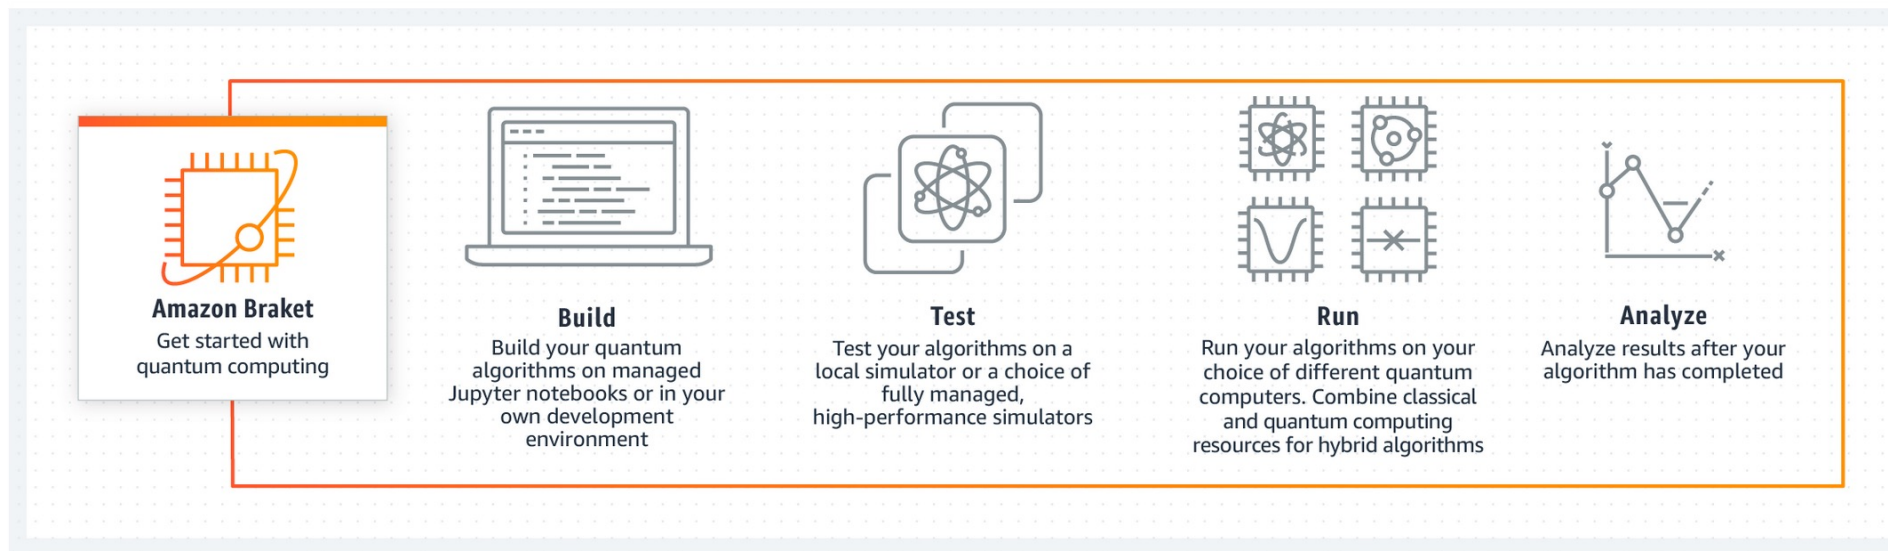 Amazon Braket
Get started with
quantum computing
Build
Build your quantum
algorithms on managed
Jupyter notebooks or in your
own development
environment
Test
Test your algorithms on a
local simulator or a choice of
fully managed,
high-performance simulators
Run
Run your algorithms on your
choice of different quantum
computers. Combine classical
and quantum computing
resources for hybrid algorithms
Analyze
Analyze results after your
algorithm has completed